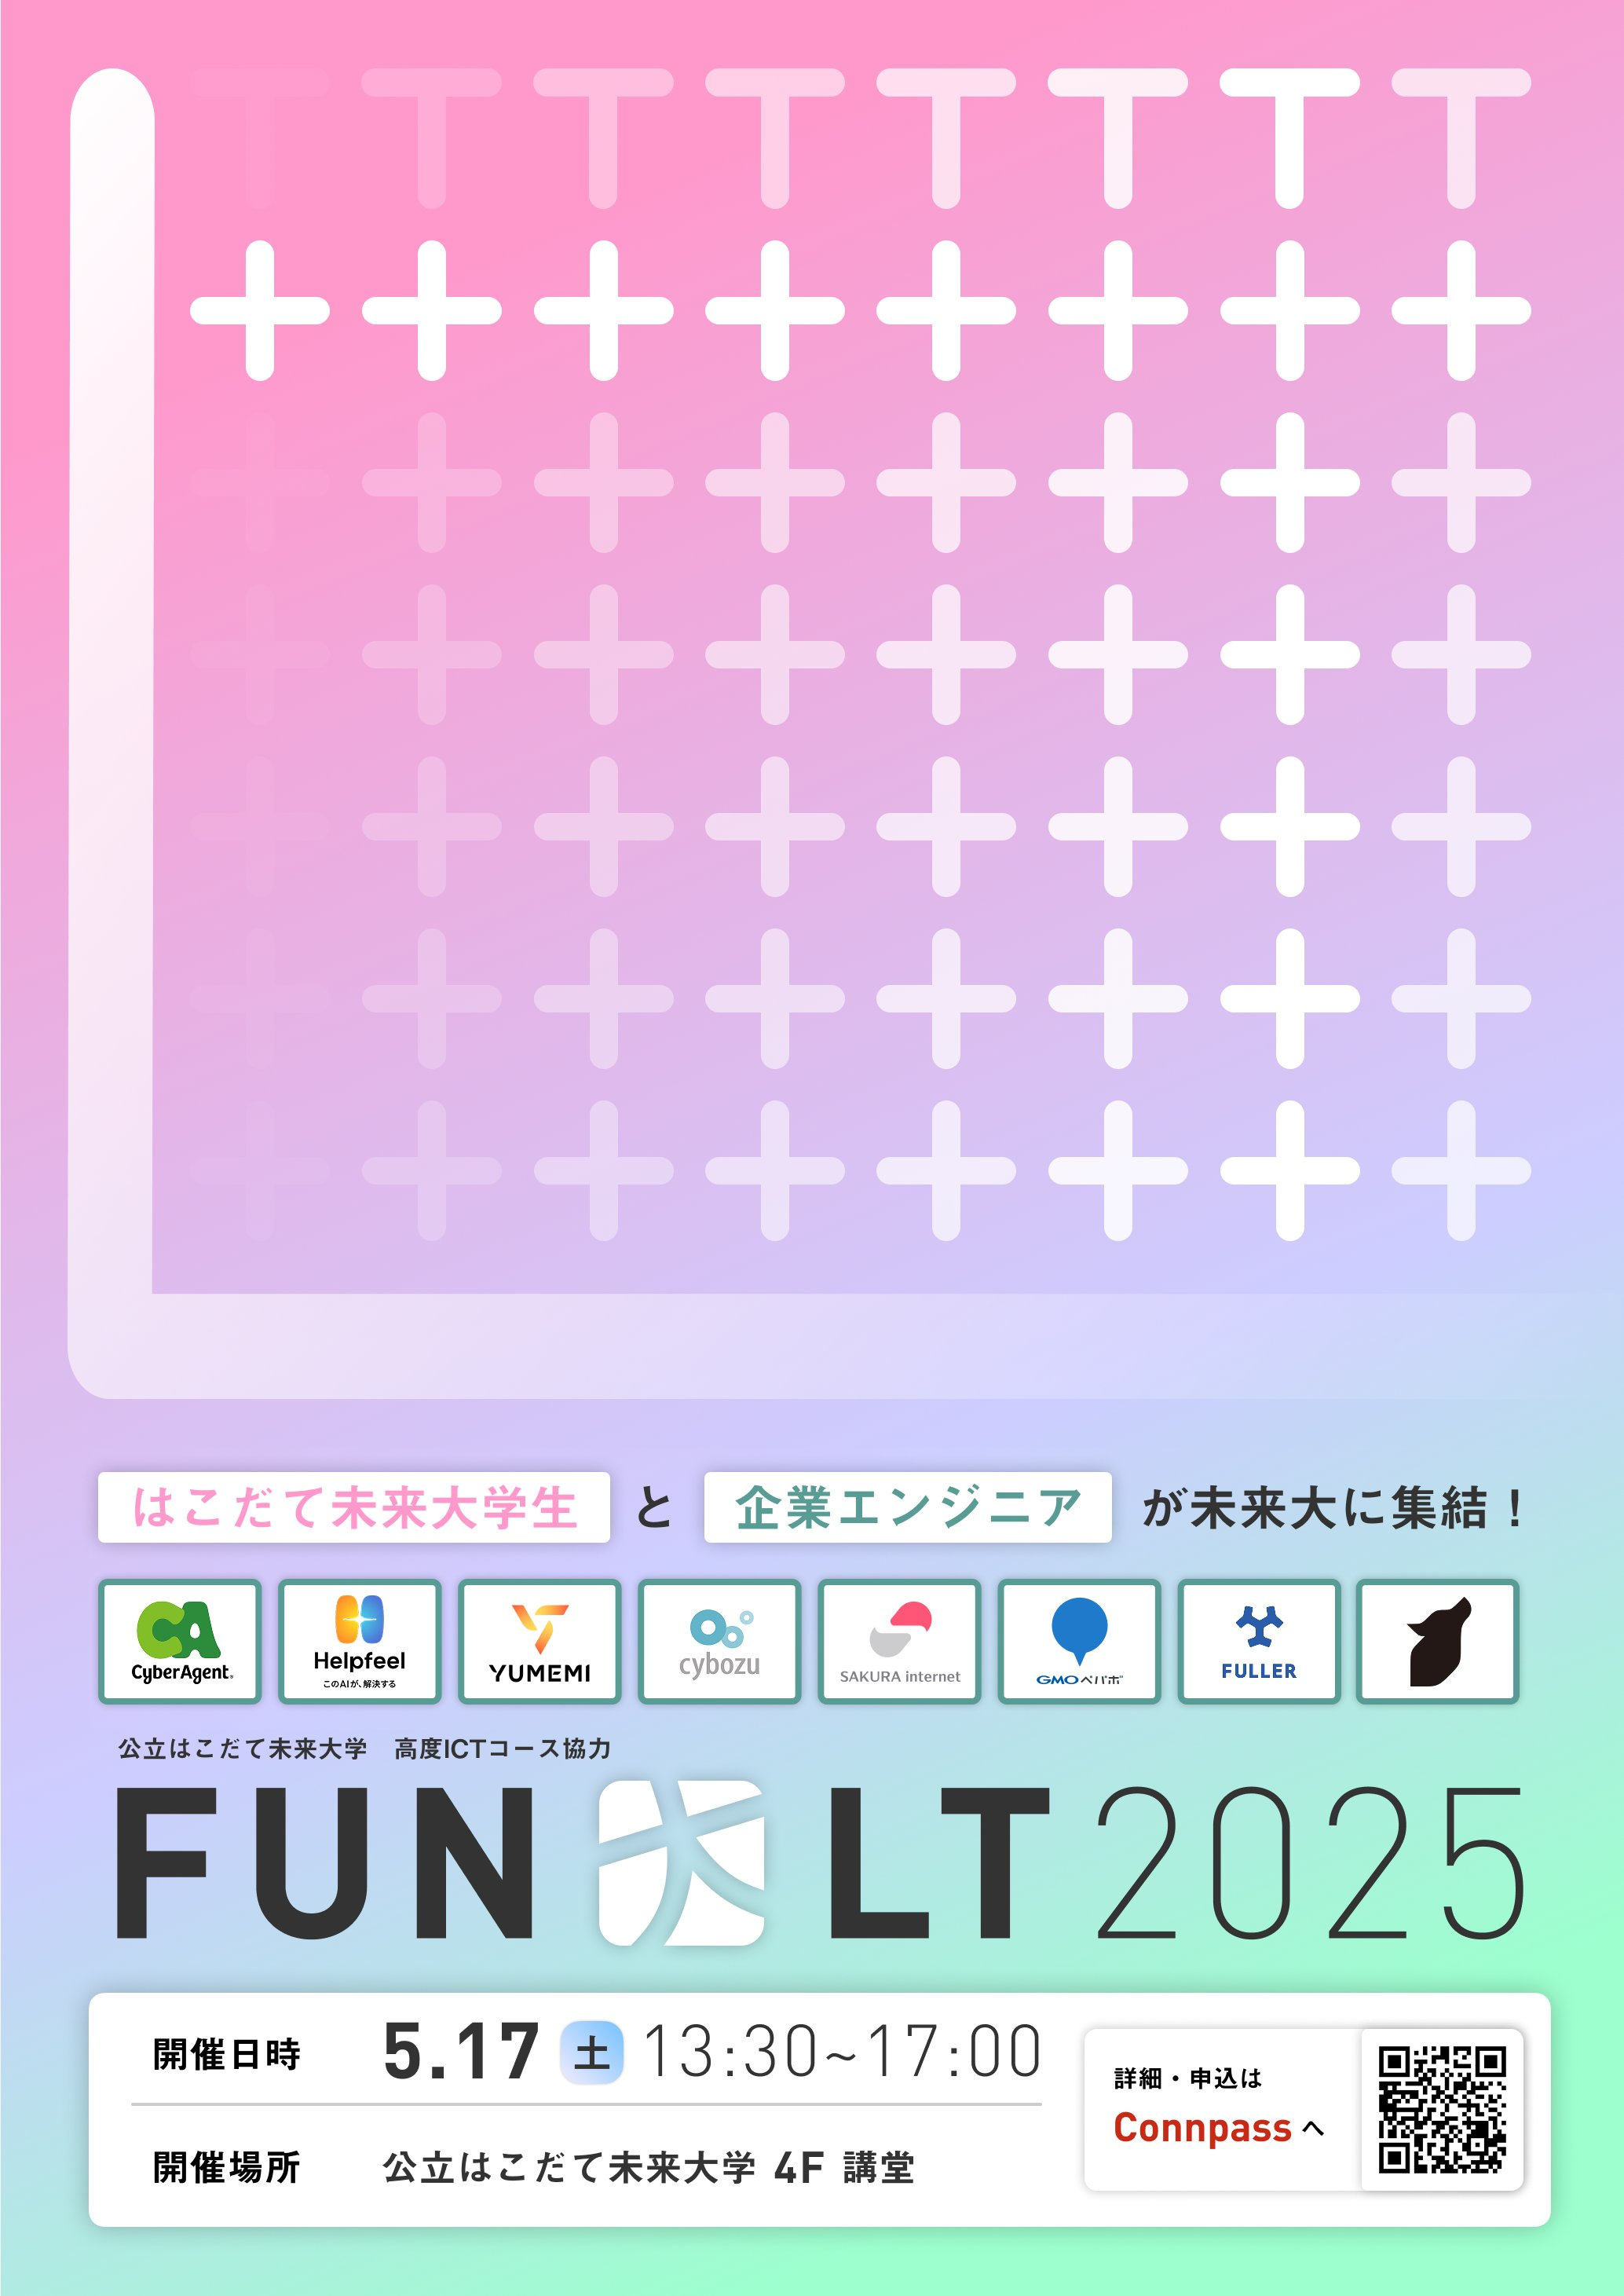 T T T T T T T T
はこだて未来大学生 と 企業エンジニア が未来大に集結！
CyberAgent.
Helpfeel
このAIが、解決する
YUMEMI
cybozu
SAKURA internet
GMOペパボ
FULLER
公立はこだて未来大学 高度ICTコース協力
FUN LT 2025
開催日時 5.17 土 13:30~17:00
開催場所 公立はこだて未来大学 4F 講堂
詳細・申込は
Connpass へ